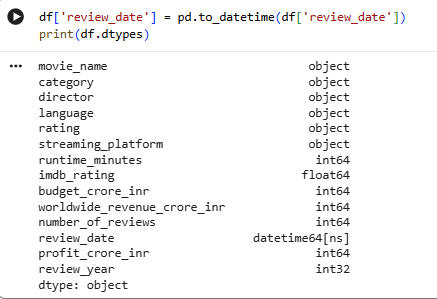 df['review_date'] = pd.to_datetime(df['review_date'])
print(df.dtypes)
movie_name object
category object
director object
language object
rating object
streaming_platform object
runtime_minutes int64
imdb_rating float64
budget_crore_inr int64
worldwide_revenue_crore_inr int64
number_of_reviews int64
review_date datetime64[ns]
profit_crore_inr int64
review_year int32
dtype: object